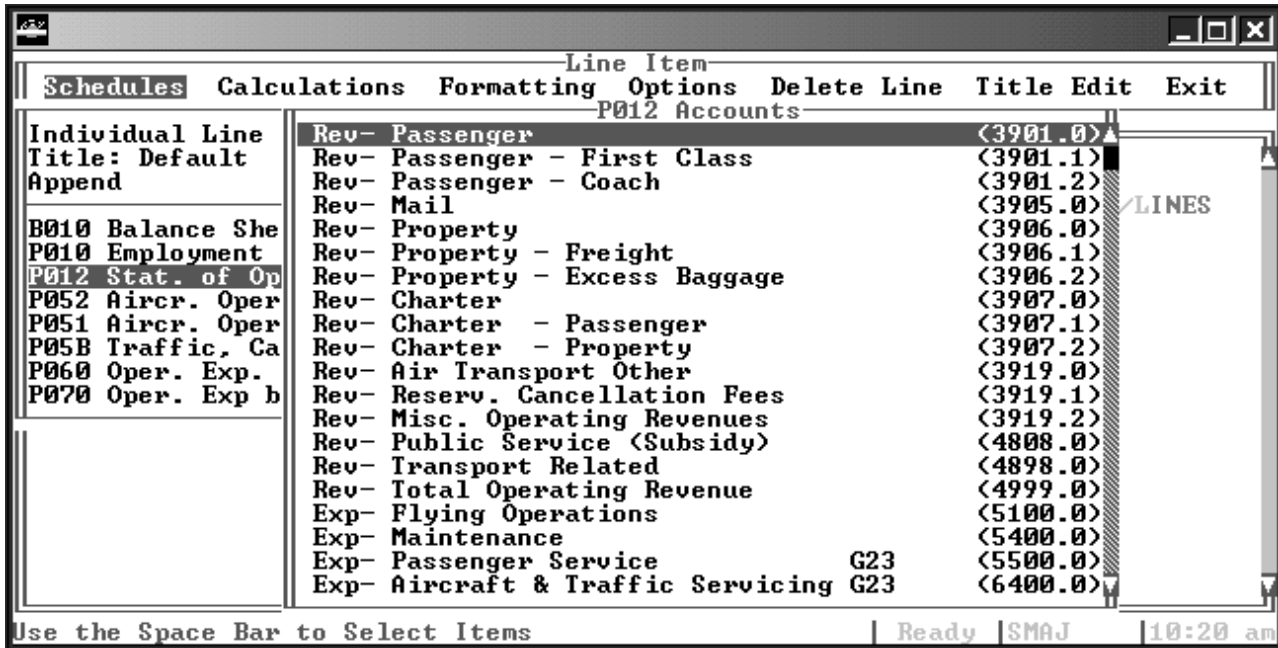 Line Item
Schedules Calculations Formatting Options Delete Line Title Edit Exit
P012 Accounts
Individual Line
Title: Default
Append
B010 Balance She
P010 Employment
P012 Stat. of Op
P052 Aircr. Oper
P051 Aircr. Oper
P05B Traffic, Ca
P060 Oper. Exp.
P070 Oper. Exp b
Rev- Passenger (3901.0)
Rev- Passenger - First Class (3901.1)
Rev- Passenger - Coach (3901.2)
Rev- Mail (3905.0)
Rev- Property (3906.0)
Rev- Property - Freight (3906.1)
Rev- Property - Excess Baggage (3906.2)
Rev- Charter (3907.0)
Rev- Charter - Passenger (3907.1)
Rev- Charter - Property (3907.2)
Rev- Air Transport Other (3919.0)
Rev- Reserv. Cancellation Fees (3919.1)
Rev- Misc. Operating Revenues (3919.2)
Rev- Public Service (Subsidy) (4808.0)
Rev- Transport Related (4898.0)
Rev- Total Operating Revenue (4999.0)
Exp- Flying Operations (5100.0)
Exp- Maintenance (5400.0)
Exp- Passenger Service G23 (5500.0)
Exp- Aircraft & Traffic Servicing G23 (6400.0)
/LINES
Use the Space Bar to Select Items | Ready |SMAJ |10:20 am